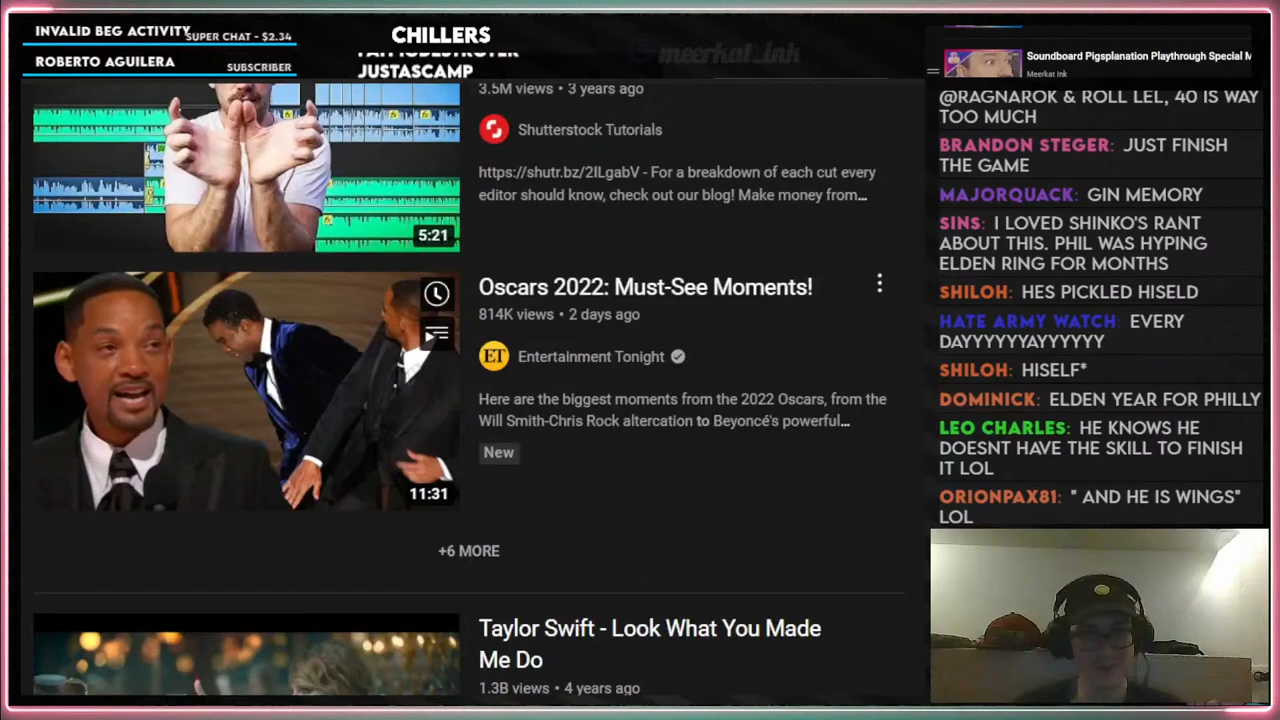 INVALID BEG ACTIVITY
SUPER CHAT - $2.34
ROBERTO AGUILERA
SUBSCRIBER
CHILLERS
JUSTASCAMP
meerkat_ink
Soundboard Pigsplanation Playthrough Special M
Meerkat Ink
3.5M views • 3 years ago
Shutterstock Tutorials
https://shutr.bz/2ILgabV - For a breakdown of each cut every
editor should know, check out our blog! Make money from...
5:21
Oscars 2022: Must-See Moments!
814K views • 2 days ago
ET Entertainment Tonight
Here are the biggest moments from the 2022 Oscars, from the
Will Smith-Chris Rock altercation to Beyoncé's powerful...
New
11:31
+6 MORE
Taylor Swift - Look What You Made
Me Do
1.3B views • 4 years ago
@RAGNAROK & ROLL LEL, 40 IS WAY
TOO MUCH
BRANDON STEGER: JUST FINISH
THE GAME
MAJORQUACK: GIN MEMORY
SINS: I LOVED SHINKO'S RANT
ABOUT THIS. PHIL WAS HYPING
ELDEN RING FOR MONTHS
SHILOH: HES PICKLED HISELD
HATE ARMY WATCH: EVERY
DAYYYYYYAYYYYYY
SHILOH: HISELF*
DOMINICK: ELDEN YEAR FOR PHILLY
LEO CHARLES: HE KNOWS HE
DOESNT HAVE THE SKILL TO FINISH
IT LOL
ORIONPAX81: " AND HE IS WINGS"
LOL